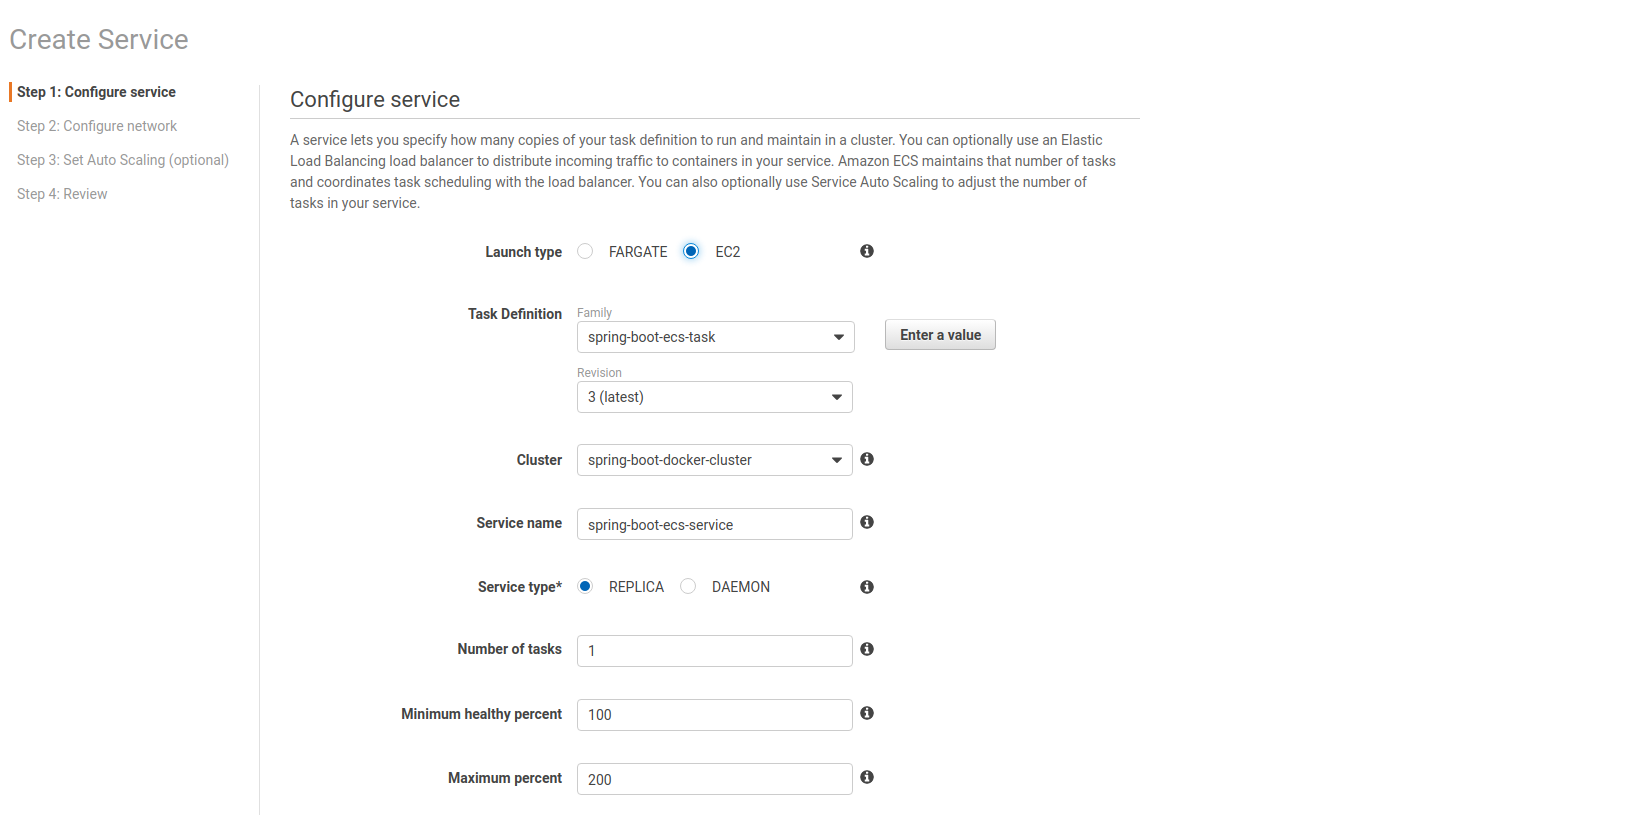 Create Service
Step 1: Configure service
Step 2: Configure network
Step 3: Set Auto Scaling (optional)
Step 4: Review
Configure service
A service lets you specify how many copies of your task definition to run and maintain in a cluster. You can optionally use an Elastic
Load Balancing load balancer to distribute incoming traffic to containers in your service. Amazon ECS maintains that number of tasks
and coordinates task scheduling with the load balancer. You can also optionally use Service Auto Scaling to adjust the number of
tasks in your service.
Launch type FARGATE EC2
Task Definition Family
spring-boot-ecs-task Enter a value
Revision
3 (latest)
Cluster spring-boot-docker-cluster
Service name spring-boot-ecs-service
Service type* REPLICA DAEMON
Number of tasks 1
Minimum healthy percent 100
Maximum percent 200